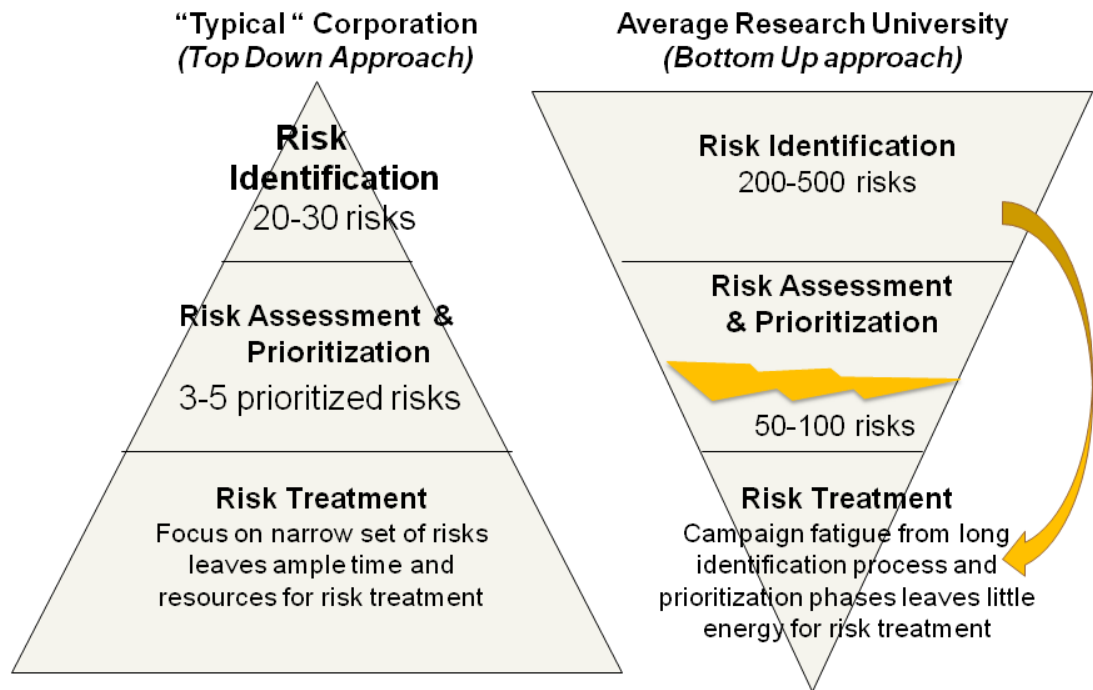 “Typical “ Corporation
(Top Down Approach)
Risk
Identification
20-30 risks
Risk Assessment &
Prioritization
3-5 prioritized risks
Risk Treatment
Focus on narrow set of risks
leaves ample time and
resources for risk treatment
Average Research University
(Bottom Up approach)
Risk Identification
200-500 risks
Risk Assessment
& Prioritization
50-100 risks
Risk Treatment
Campaign fatigue from long
identification process and
prioritization phases leaves little
energy for risk treatment